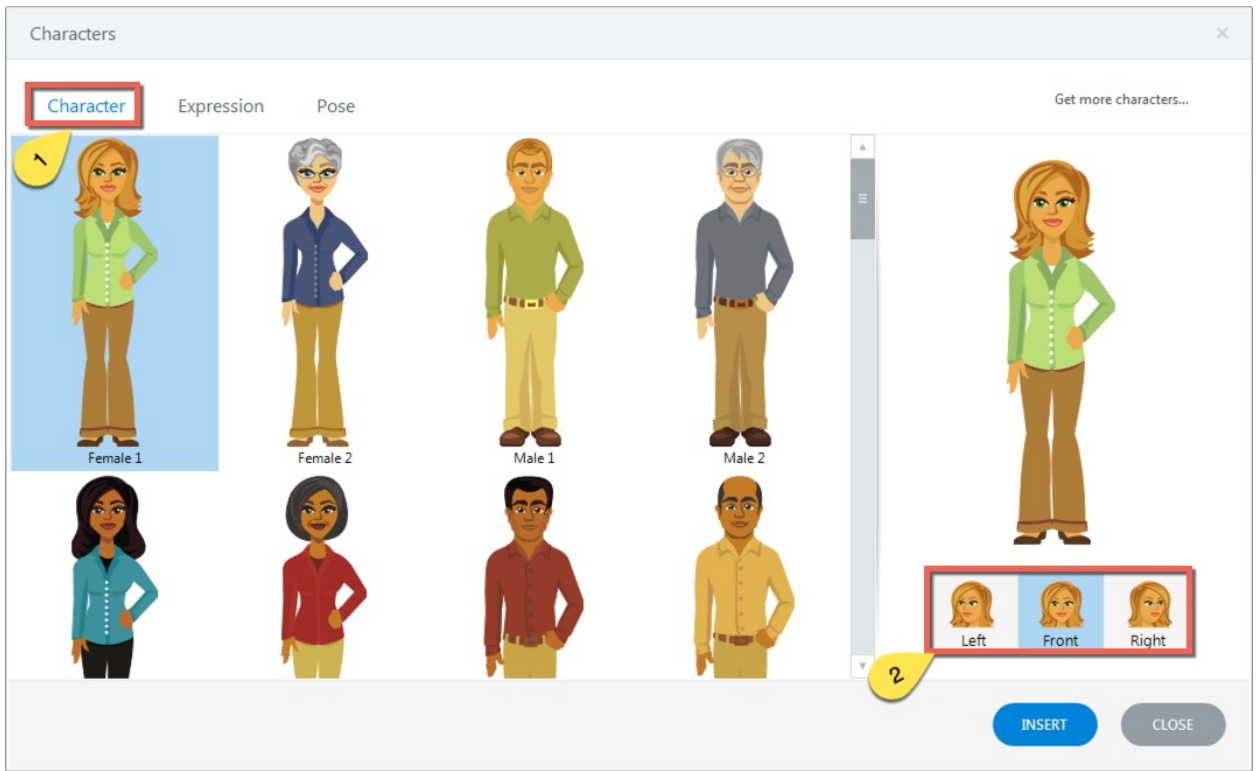 Characters
Character Expression Pose Get more characters...
1
Female 1 Female 2 Male 1 Male 2
Left Front Right
2
INSERT CLOSE